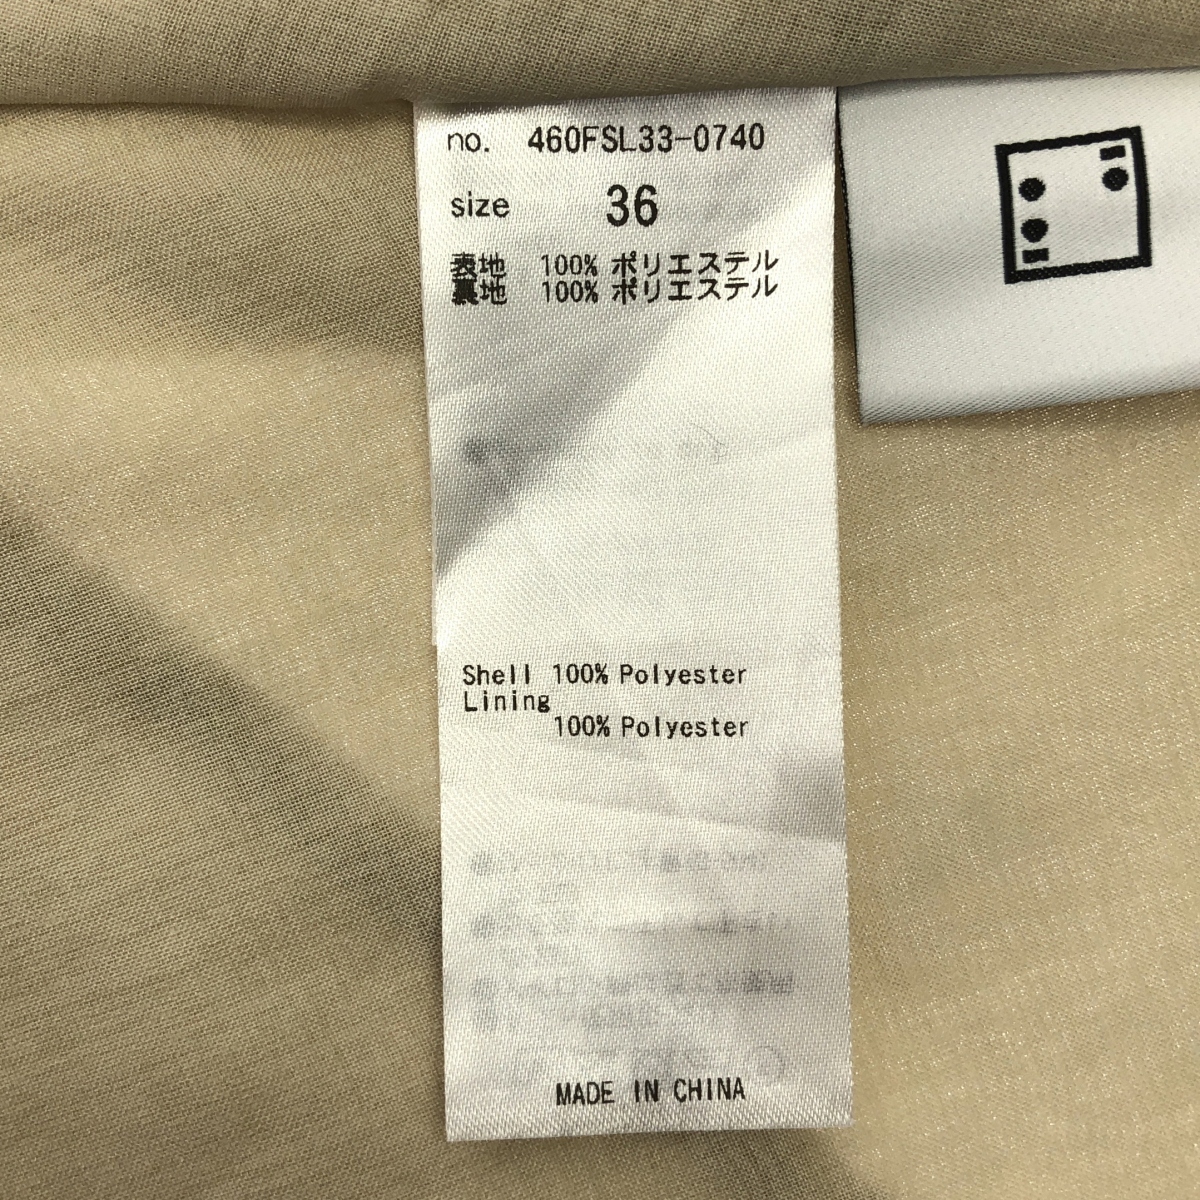 no. 460FSL33-0740
size 36
表地 100% ポリエステル
裏地 100% ポリエステル
Shell 100% Polyester
Lining
100% Polyester
MADE IN CHINA